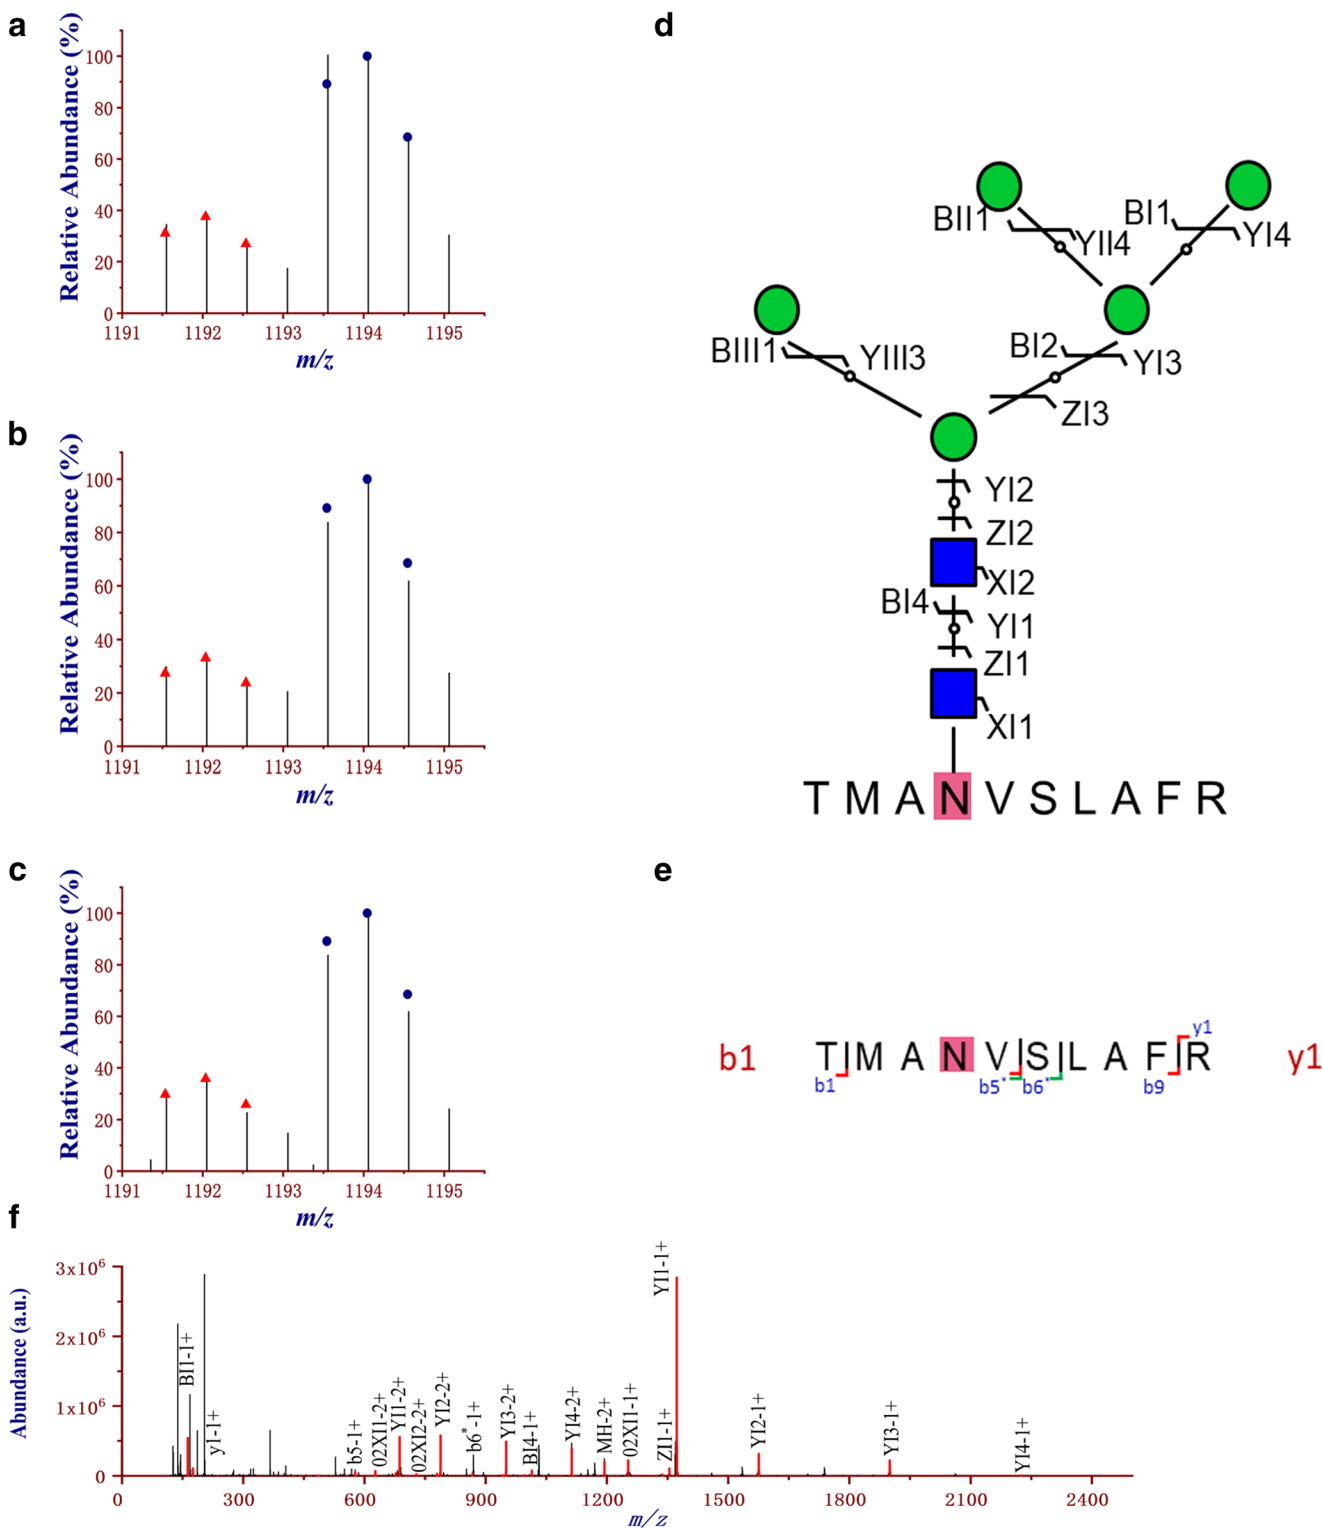 a
Relative Abundance (%)
100
80
60
40
20
0
1191 1192 1193 1194 1195
m/z
b
Relative Abundance (%)
100
80
60
40
20
0
1191 1192 1193 1194 1195
m/z
c
Relative Abundance (%)
100
80
60
40
20
0
1191 1192 1193 1194 1195
m/z
d
BII1 YII4 BI1 YI4
BIII1 YIII3 BI2 YI3
ZI3
YI2
ZI2
XI2
BI4 YI1
ZI1
XI1
T M A N V S L A F R
e
b1 T M A N V S L A F R y1
y1
b1 b5* b6* b9
f
Abundance (a.u.)
3x10⁶
2x10⁶
1x10⁶
0
BI1-1+
y1-1+
b5-1+
02XI1-2+
YI1-2+
02XI2-2+
YI2-2+
b6*-1+
YI3-2+
BI4-1+
YI4-2+
MH-2+
02XI1-1+
ZI1-1+
YI1-1+
YI2-1+
YI3-1+
YI4-1+
0 300 600 900 1200 1500 1800 2100 2400
m/z